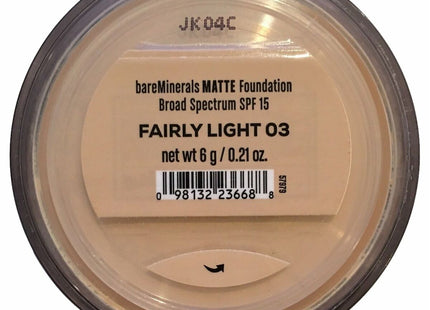 JK04C
bareMinerals MATTE Foundation
Broad Spectrum SPF 15
FAIRLY LIGHT 03
net wt 6 g / 0.21 oz.
57979
0 98132 23668 8